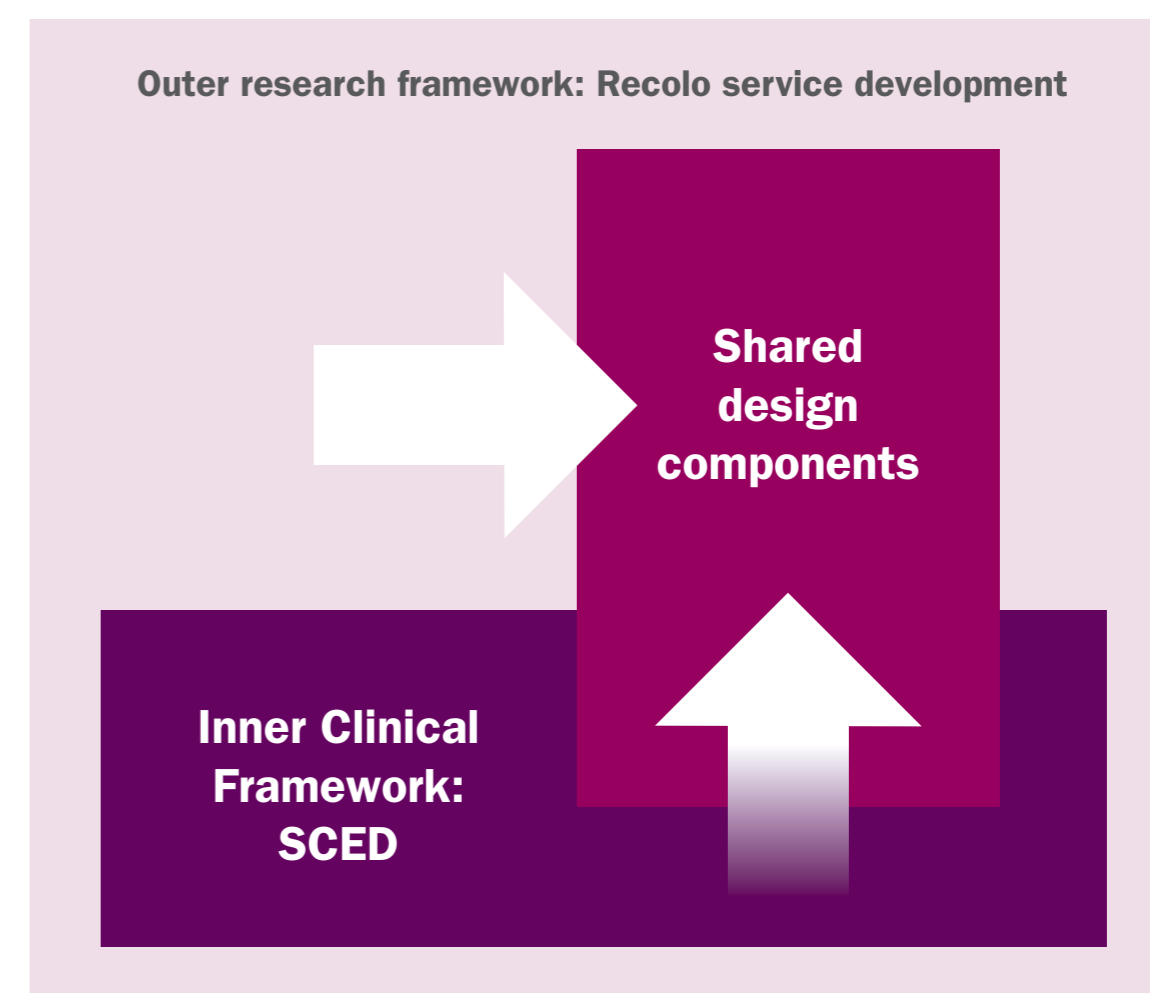 Outer research framework: Recolo service development
Shared
design
components
Inner Clinical
Framework:
SCED